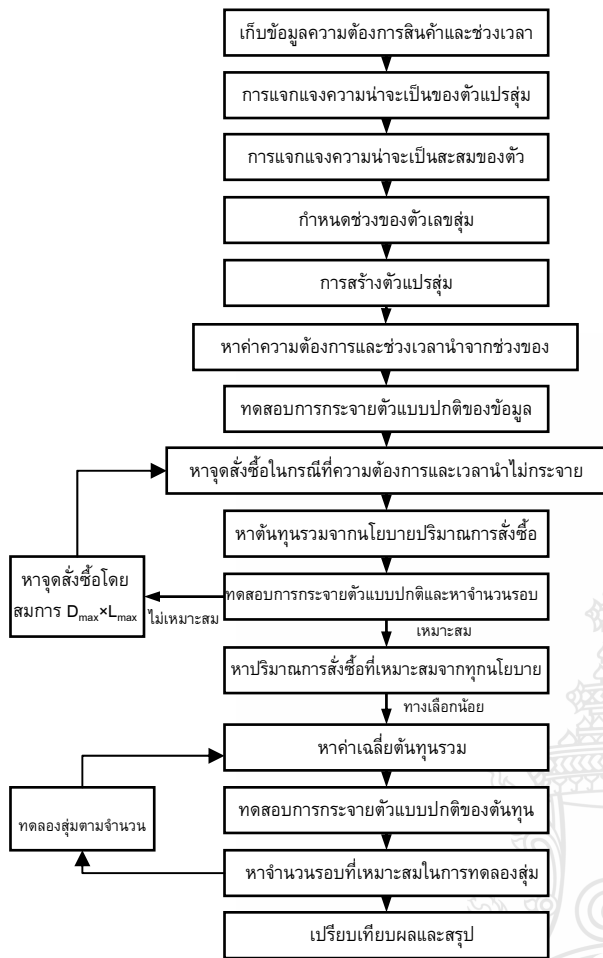 เก็บข้อมูลความต้องการสินค้าและช่วงเวลา
การแจกแจงความน่าจะเป็นของตัวแปรสุ่ม
การแจกแจงความน่าจะเป็นสะสมของตัว
กำหนดช่วงของตัวเลขสุ่ม
การสร้างตัวแปรสุ่ม
หาค่าความต้องการและช่วงเวลานำจากช่วงของ
ทดสอบการกระจายตัวแบบปกติของข้อมูล
หาจุดสั่งซื้อในกรณีที่ความต้องการและเวลานำไม่กระจาย
หาต้นทุนรวมจากนโยบายปริมาณการสั่งซื้อ
หาจุดสั่งซื้อโดย
สมการ Dmax×Lmax
ไม่เหมาะสม
ทดสอบการกระจายตัวแบบปกติและหาจำนวนรอบ
เหมาะสม
หาปริมาณการสั่งซื้อที่เหมาะสมจากทุกนโยบาย
ทางเลือกน้อย
หาค่าเฉลี่ยต้นทุนรวม
ทดลองสุ่มตามจำนวน
ทดสอบการกระจายตัวแบบปกติของต้นทุน
หาจำนวนรอบที่เหมาะสมในการทดลองสุ่ม
เปรียบเทียบผลและสรุป